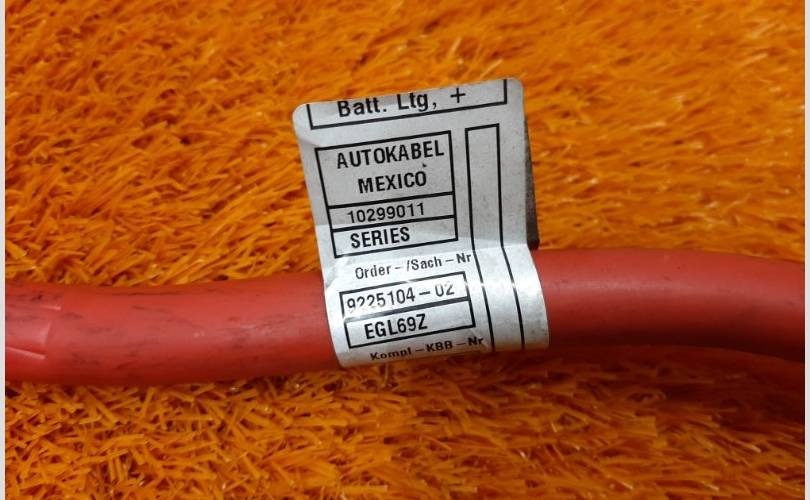 Batt. Ltg, +
AUTOKABEL
MEXICO
10299011
SERIES
Order-/Sach-Nr
9225104-02
EGL69Z
Kompl-KBB-Nr